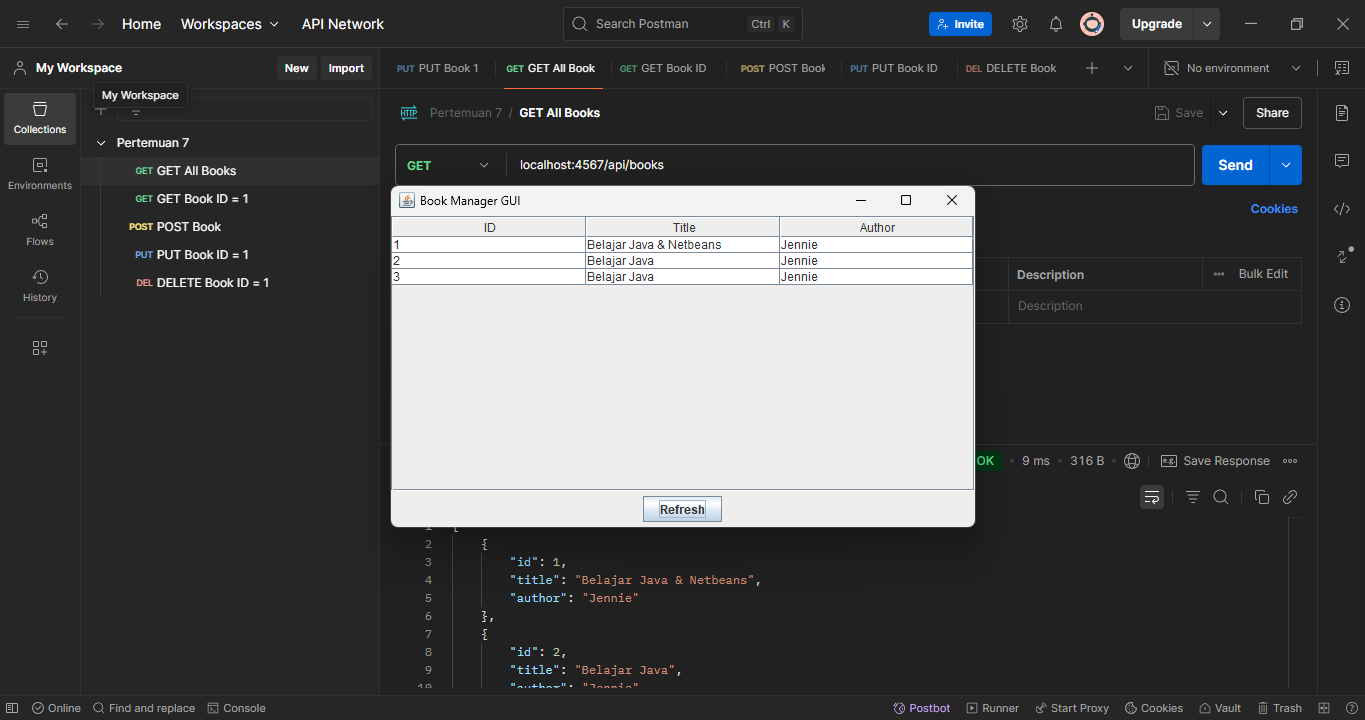 Home Workspaces API Network Search Postman Ctrl K Invite Upgrade
My Workspace New Import PUT PUT Book 1 GET GET All Book GET GET Book ID POST POST Book PUT PUT Book ID DEL DELETE Book No environment
My Workspace
Collections
Environments
Flows
History
Pertemuan 7
GET GET All Books
GET GET Book ID = 1
POST POST Book
PUT PUT Book ID = 1
DEL DELETE Book ID = 1
HTTP Pertemuan 7 / GET All Books Save Share
GET localhost:4567/api/books Send
Cookies
Book Manager GUI
ID Title Author
1 Belajar Java & Netbeans Jennie
2 Belajar Java Jennie
3 Belajar Java Jennie
Refresh
Description Bulk Edit
Description
OK 9 ms 316 B e.g. Save Response
1 [
2 {
3 "id": 1,
4 "title": "Belajar Java & Netbeans",
5 "author": "Jennie"
6 },
7 {
8 "id": 2,
9 "title": "Belajar Java",
10 "author": "Jennie"
Online Find and replace Console Postbot Runner Start Proxy Cookies Vault Trash